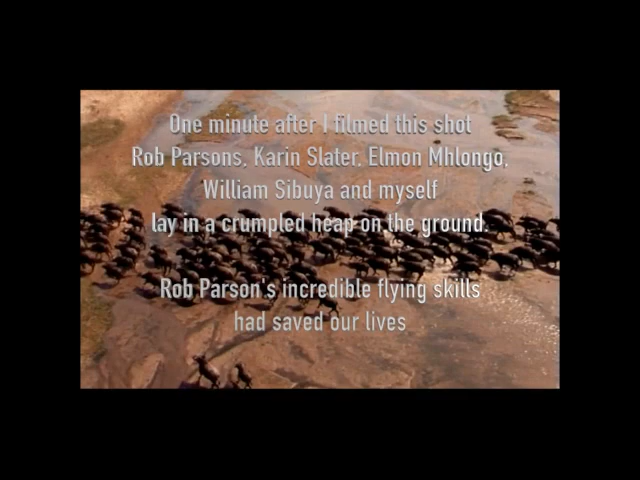 One minute after I filmed this shot
Rob Parsons, Karin Slater, Elmon Mhlongo,
William Sibuya and myself
lay in a crumpled heap on the ground.
Rob Parson's incredible flying skills
had saved our lives